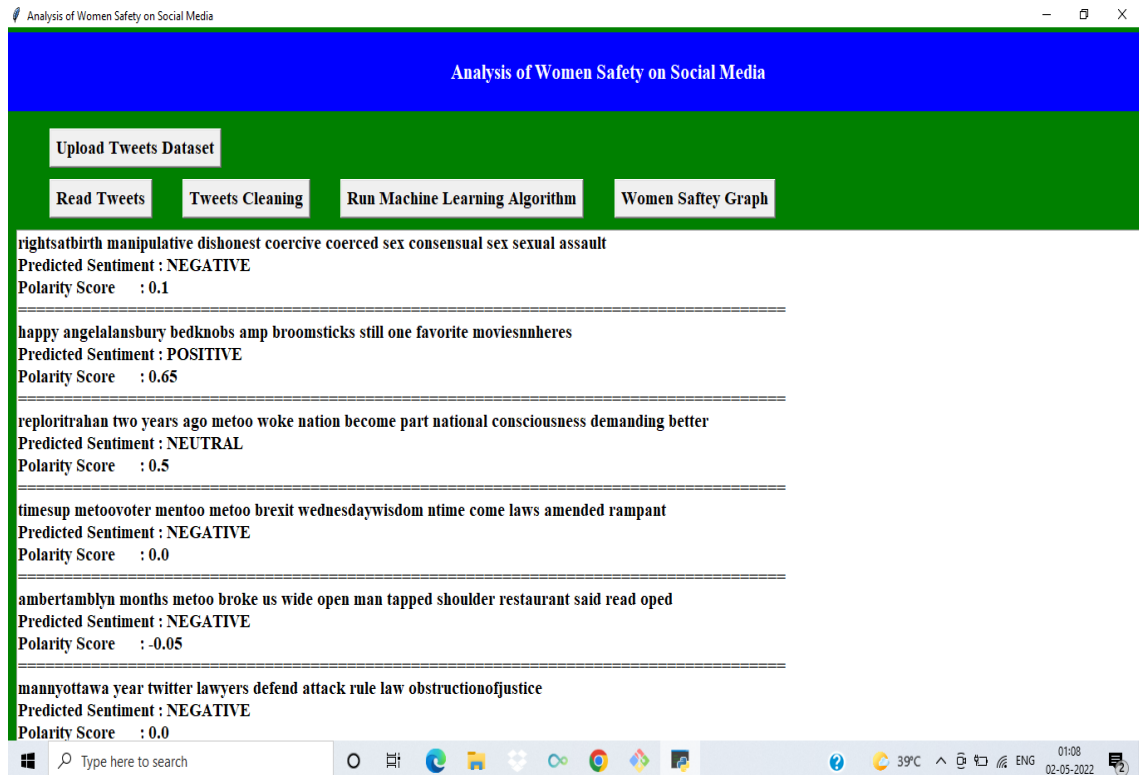 Analysis of Women Safety on Social Media
Analysis of Women Safety on Social Media
Upload Tweets Dataset
Read Tweets Tweets Cleaning Run Machine Learning Algorithm Women Saftey Graph
rightsatbirth manipulative dishonest coercive coerced sex consensual sex sexual assault
Predicted Sentiment : NEGATIVE
Polarity Score : 0.1
happy angelalansbury bedknobs amp broomsticks still one favorite moviesnnheres
Predicted Sentiment : POSITIVE
Polarity Score : 0.65
reploritrahan two years ago metoo woke nation become part national consciousness demanding better
Predicted Sentiment : NEUTRAL
Polarity Score : 0.5
timesup metoovoter mentoo metoo brexit wednesdaywisdom ntime come laws amended rampant
Predicted Sentiment : NEGATIVE
Polarity Score : 0.0
ambertamblyn months metoo broke us wide open man tapped shoulder restaurant said read oped
Predicted Sentiment : NEGATIVE
Polarity Score : -0.05
mannyottawa year twitter lawyers defend attack rule law obstructionofjustice
Predicted Sentiment : NEGATIVE
Polarity Score : 0.0
Type here to search 39°C ENG 01:08
02-05-2022 2